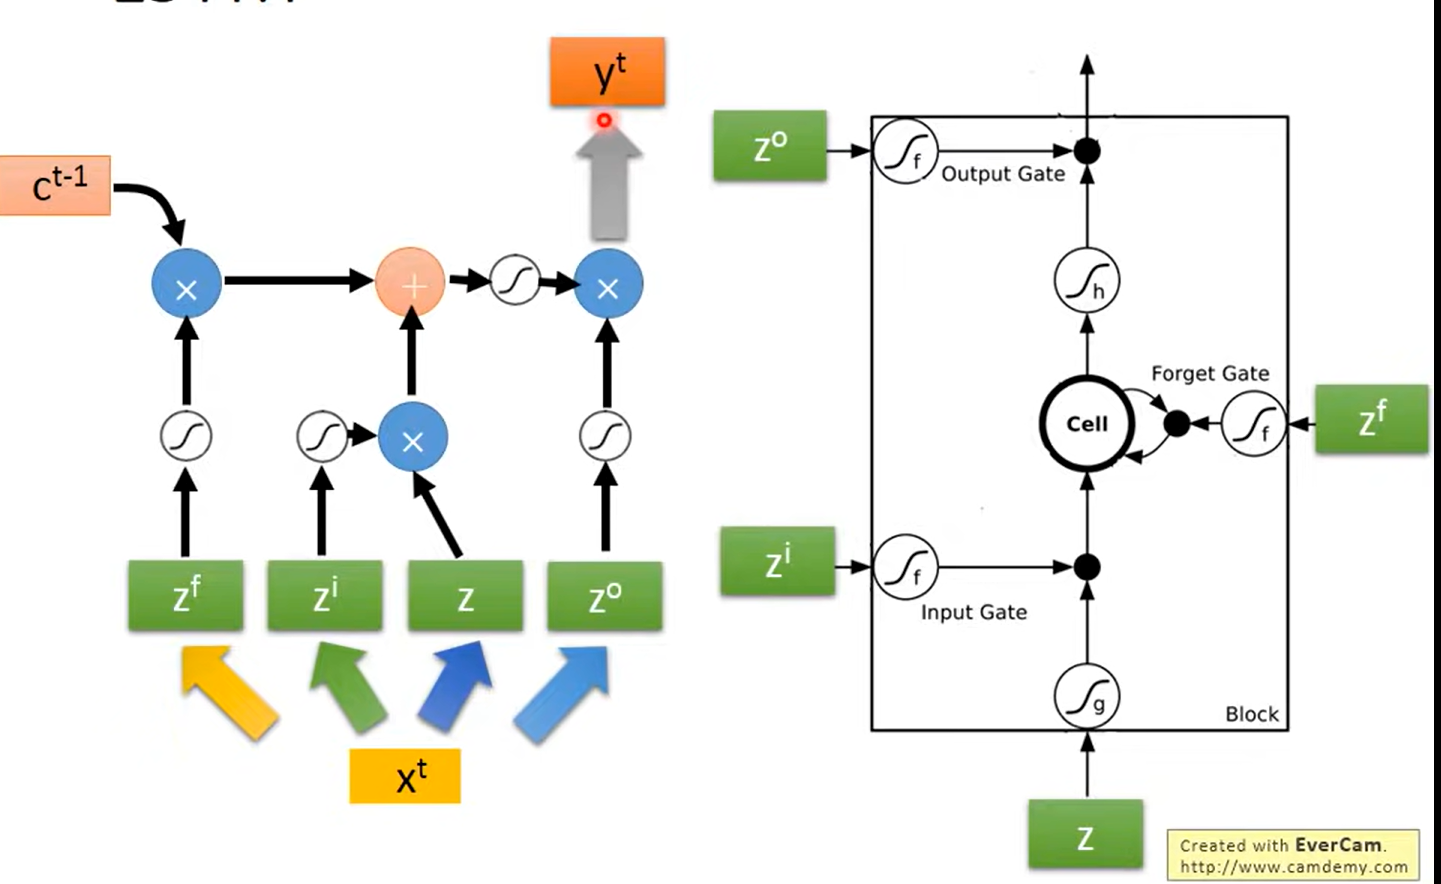 y^t
c^t-1
×
+
×
×
z^f
z^i
z
z^o
x^t
z^o
f
Output Gate
h
Forget Gate
Cell
f
z^f
z^i
f
Input Gate
g
Block
z
Created with EverCam.
http://www.camdemy.com